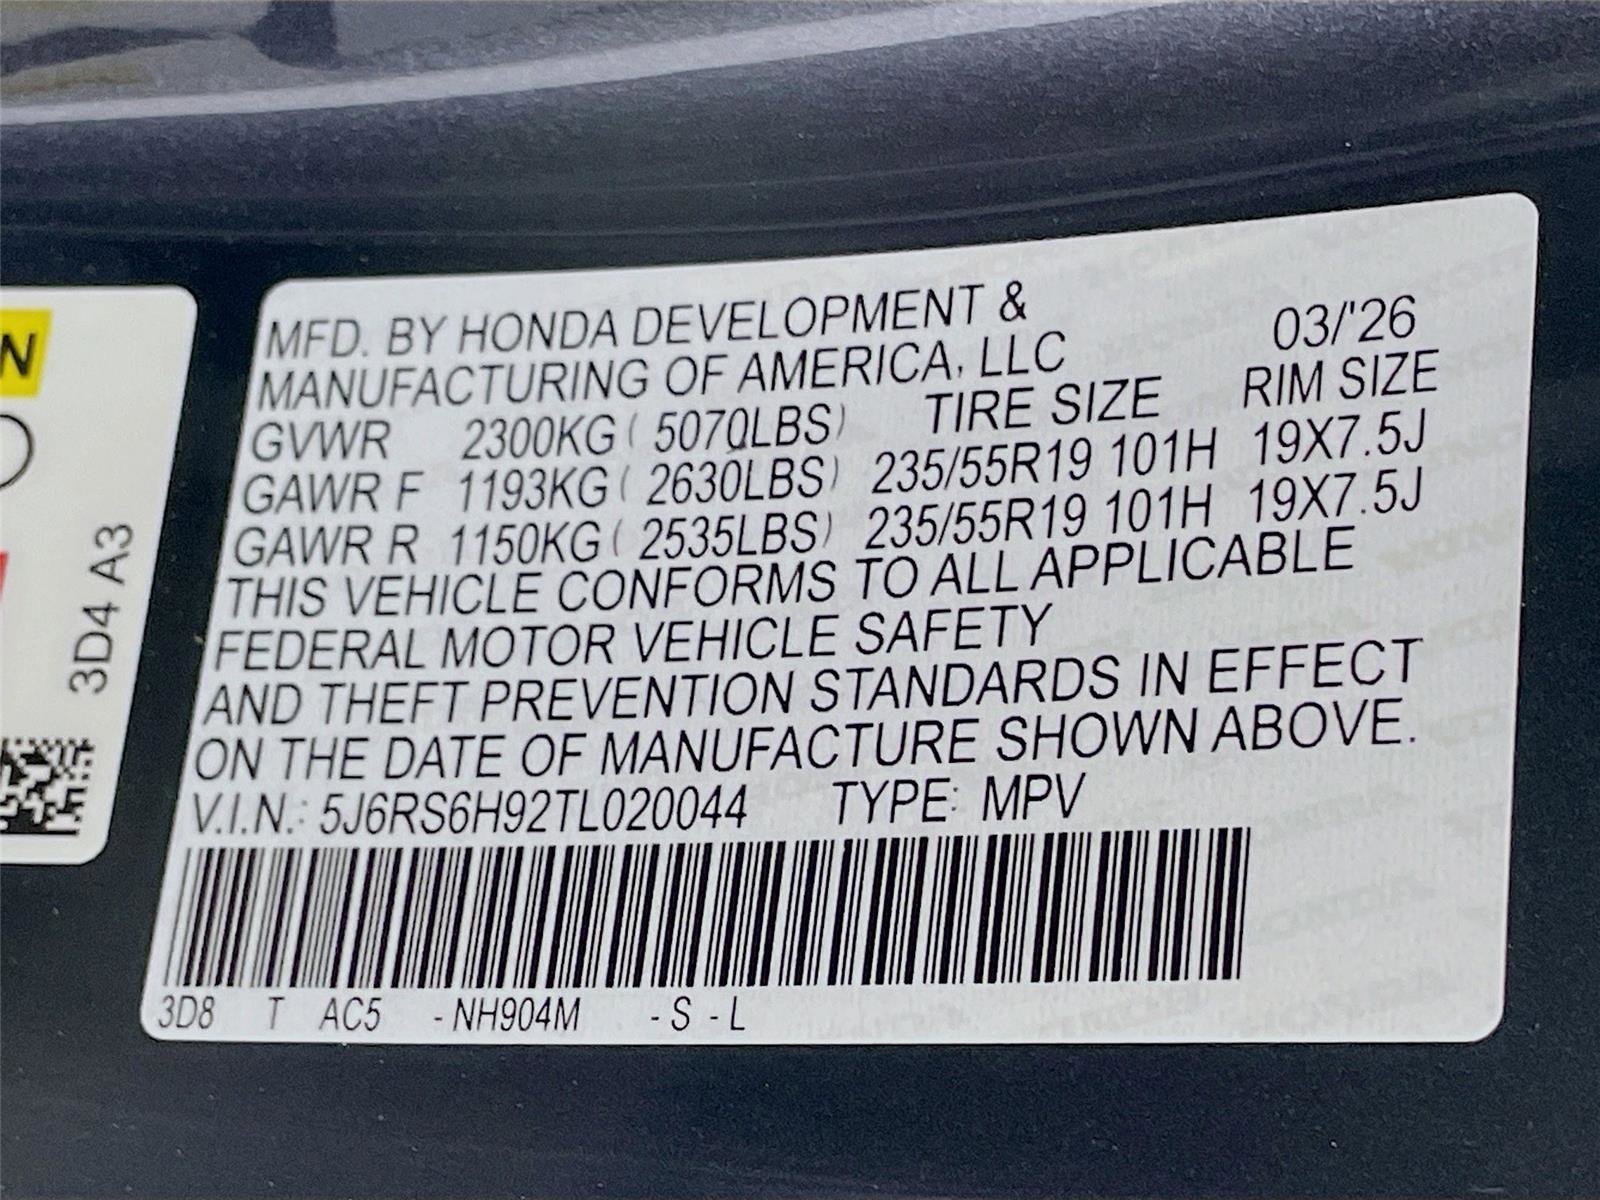 N
3D4 A3
MFD. BY HONDA DEVELOPMENT &
MANUFACTURING OF AMERICA, LLC 03/'26
GVWR 2300KG ( 5070LBS) TIRE SIZE RIM SIZE
GAWR F 1193KG ( 2630LBS) 235/55R19 101H 19X7.5J
GAWR R 1150KG ( 2535LBS) 235/55R19 101H 19X7.5J
THIS VEHICLE CONFORMS TO ALL APPLICABLE
FEDERAL MOTOR VEHICLE SAFETY
AND THEFT PREVENTION STANDARDS IN EFFECT
ON THE DATE OF MANUFACTURE SHOWN ABOVE.
V.I.N.: 5J6RS6H92TL020044 TYPE: MPV
3D8 T AC5 - NH904M - S - L